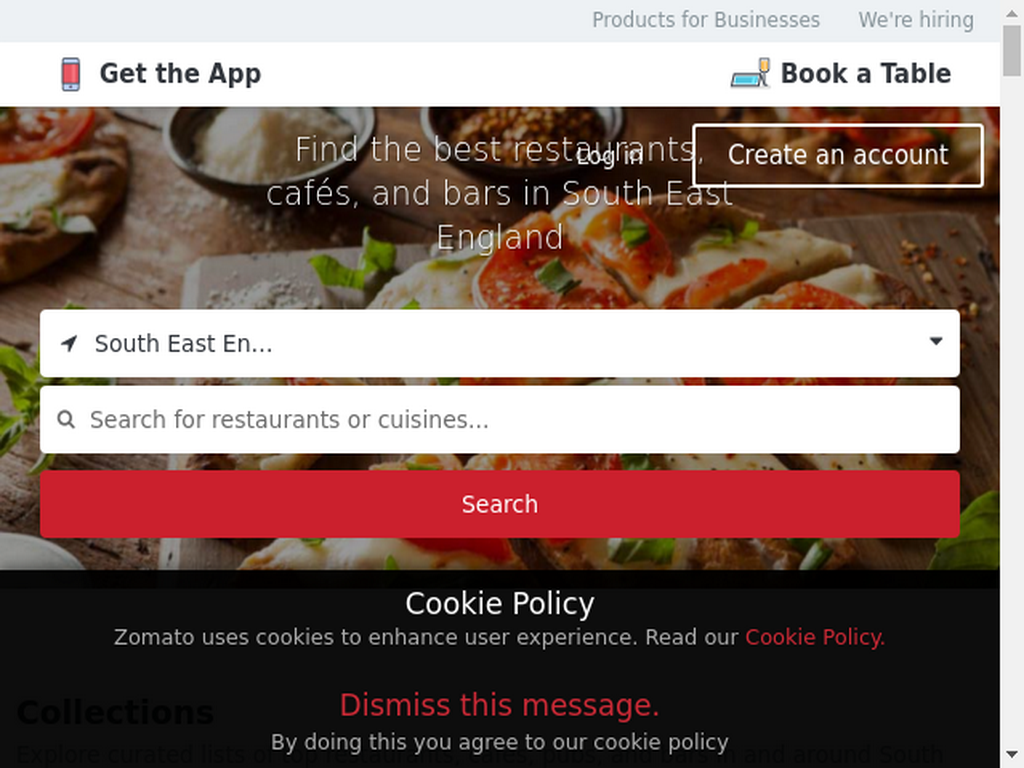 Products for Businesses We're hiring
Get the App Book a Table
Find the best restaurants,
Log in Create an account
cafés, and bars in South East
England
South East En...
Search for restaurants or cuisines...
Search
Cookie Policy
Zomato uses cookies to enhance user experience. Read our Cookie Policy.
Collections
Dismiss this message.
By doing this you agree to our cookie policy
Explore curated lists of top restaurants, cafes, pubs, and bars in and around South